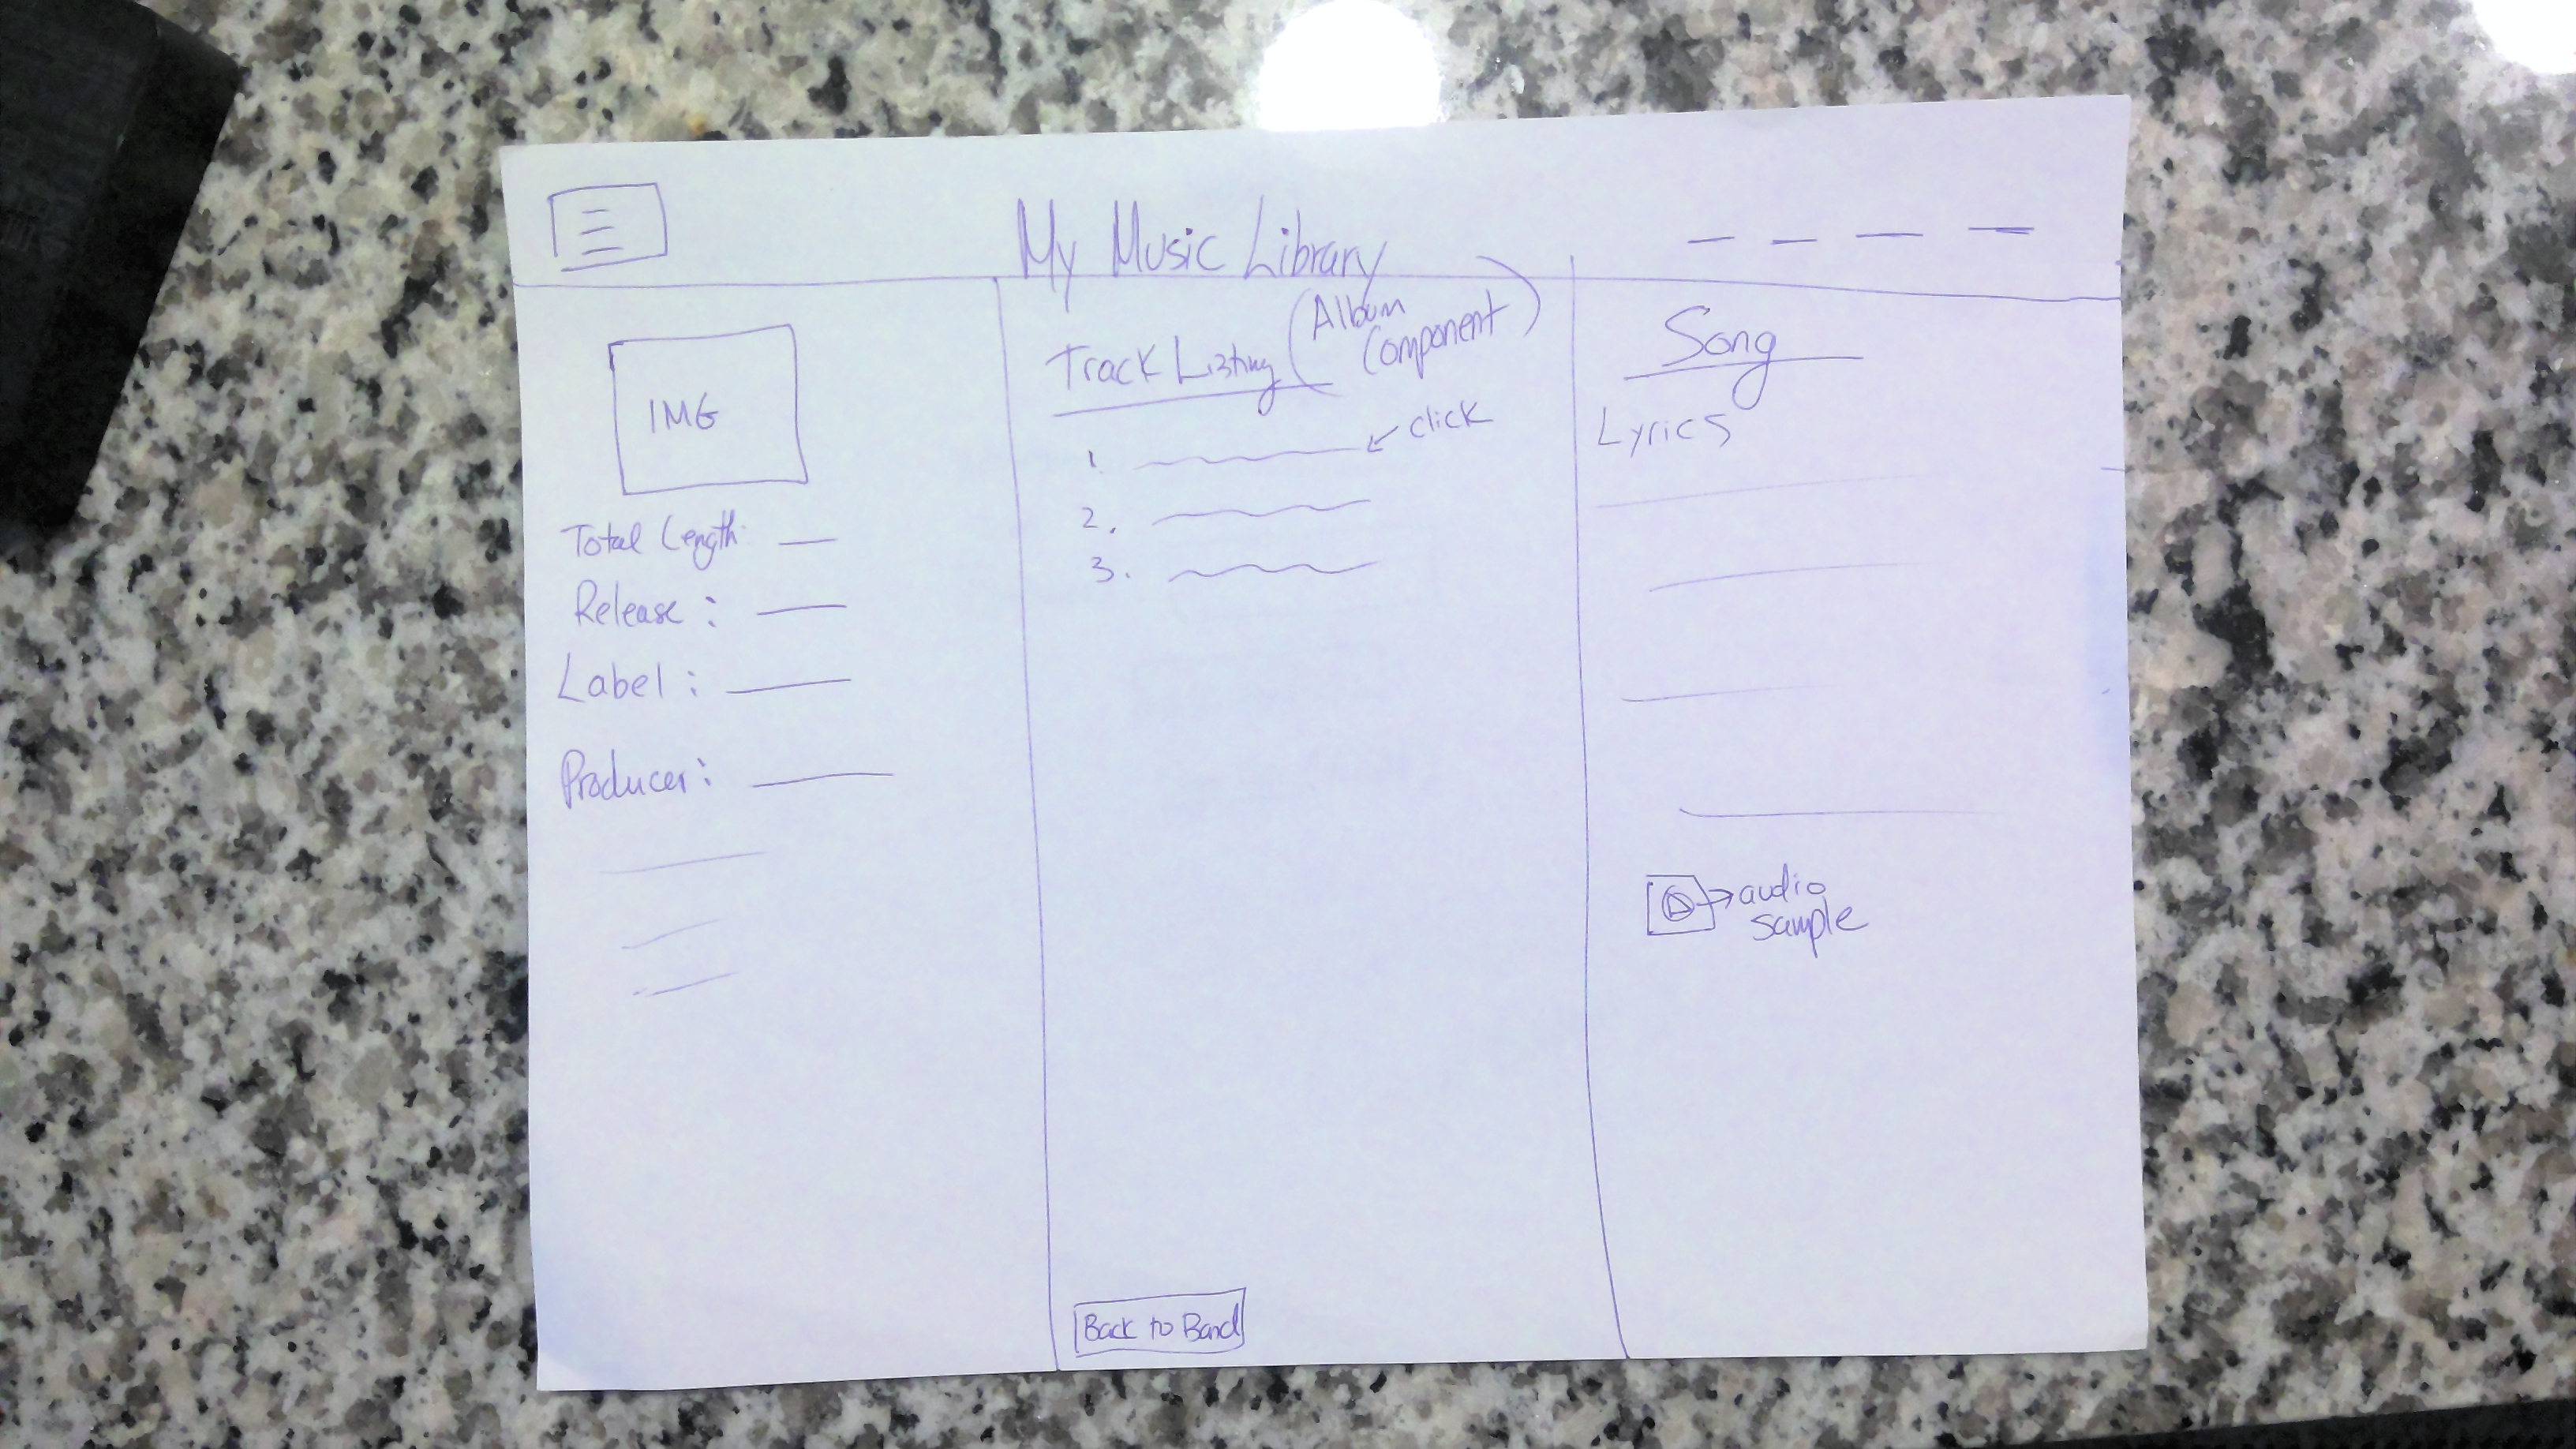 My Music Library
IMG
Total Length
Release :
Label :
Producer :
Track Listing (Album
Component)
click
1.
2.
3.
Back to Band
Song
Lyrics
audio
sample